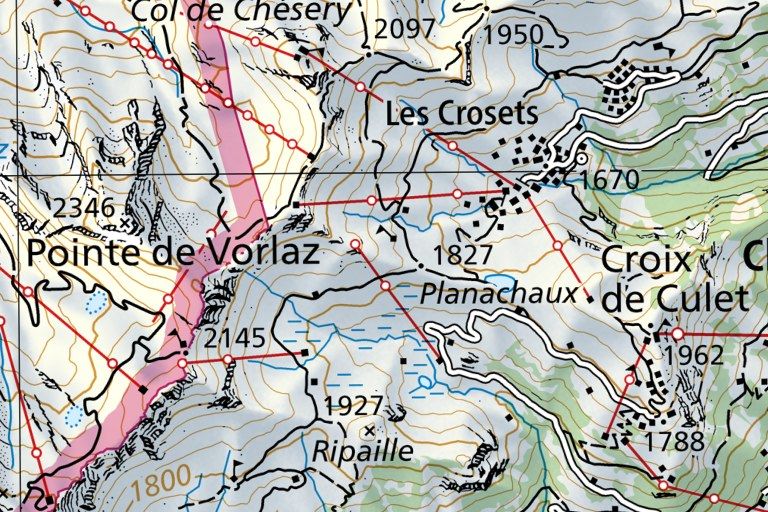 Col de Chésery
2097
1950
Les Crosets
1670
2346
Pointe de Vorlaz
1827
Croix
de Culet
Planachaux
2145
1962
1927
Ripaille
1788
1800